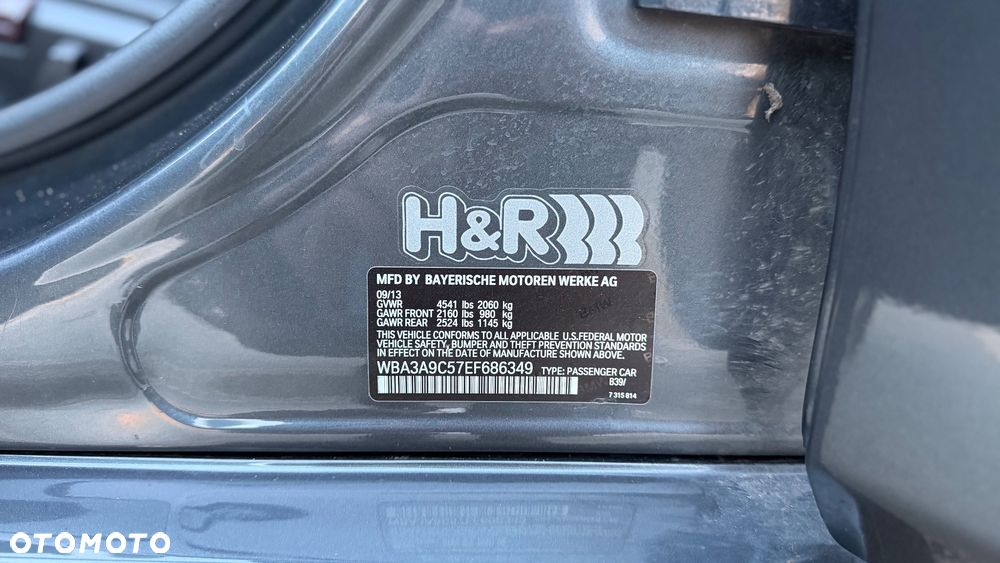 H&R
MFD BY BAYERISCHE MOTOREN WERKE AG
09/13
GVWR 4541 lbs 2060 kg
GAWR FRONT 2160 lbs 980 kg
GAWR REAR 2524 lbs 1145 kg
THIS VEHICLE CONFORMS TO ALL APPLICABLE U.S.FEDERAL MOTOR
VEHICLE SAFETY, BUMPER AND THEFT PREVENTION STANDARDS
IN EFFECT ON THE DATE OF MANUFACTURE SHOWN ABOVE.
WBA3A9C57EF686349 TYPE: PASSENGER CAR
B39/
7 315 814
OTOMOTO